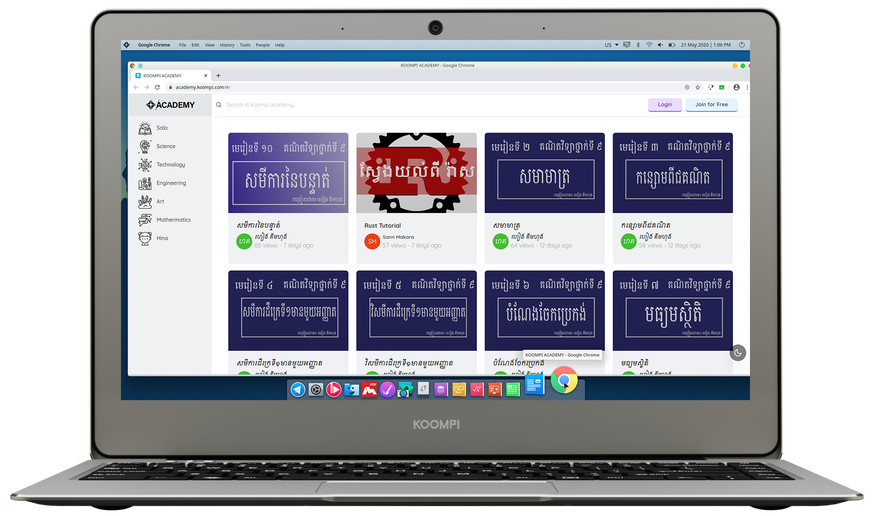 Google Chrome File Edit View History Tools People Help
US 21 May 2020 | 1:06 PM
KOOMPI ACADEMY - Google Chrome
KOOMPI ACADEMY
academy.koompi.com/#/
ACADEMY
Search in koompi academy...
Login
Join for Free
Sala
Science
Technology
Engineering
Art
Mathermatics
Hina
មេរៀនទី ១០ គណិតវិទ្យាថ្នាក់ទី ៩
សមីការនៃបន្ទាត់
សមីការនៃបន្ទាត់
ហឿង គឹមហុង
65 views - 7 days ago
ស្វែងយល់ពី រ៉ាស
Rust Tutorial
SM
Sann Makara
57 views - 7 days ago
មេរៀនទី ២ គណិតវិទ្យាថ្នាក់ទី ៩
សមាមាត្រ
សមាមាត្រ
ហឿង គឹមហុង
64 views - 12 days ago
មេរៀនទី ៣ គណិតវិទ្យាថ្នាក់ទី ៩
កន្សោមពីជគណិត
កន្សោមពីជគណិត
ហឿង គឹមហុង
58 views - 12 days ago
មេរៀនទី ៤ គណិតវិទ្យាថ្នាក់ទី ៩
សមីការដឺក្រេទី១មានមួយអញ្ញាត
សមីការដឺក្រេទី១មានមួយអញ្ញាត
មេរៀនទី ៥ គណិតវិទ្យាថ្នាក់ទី ៩
វិសមីការដឺក្រេទី១មានមួយអញ្ញាត
វិសមីការដឺក្រេទី១មានមួយអញ្ញាត
មេរៀនទី ៦ គណិតវិទ្យាថ្នាក់ទី ៩
បំណែងចែកប្រេកង់
បំណែងចែកប្រេកង់
មេរៀនទី ៧ គណិតវិទ្យាថ្នាក់ទី ៩
មធ្យមស្ថិតិ
មធ្យមស្ថិតិ
KOOMPI ACADEMY - Google Chrome
KOOMPI